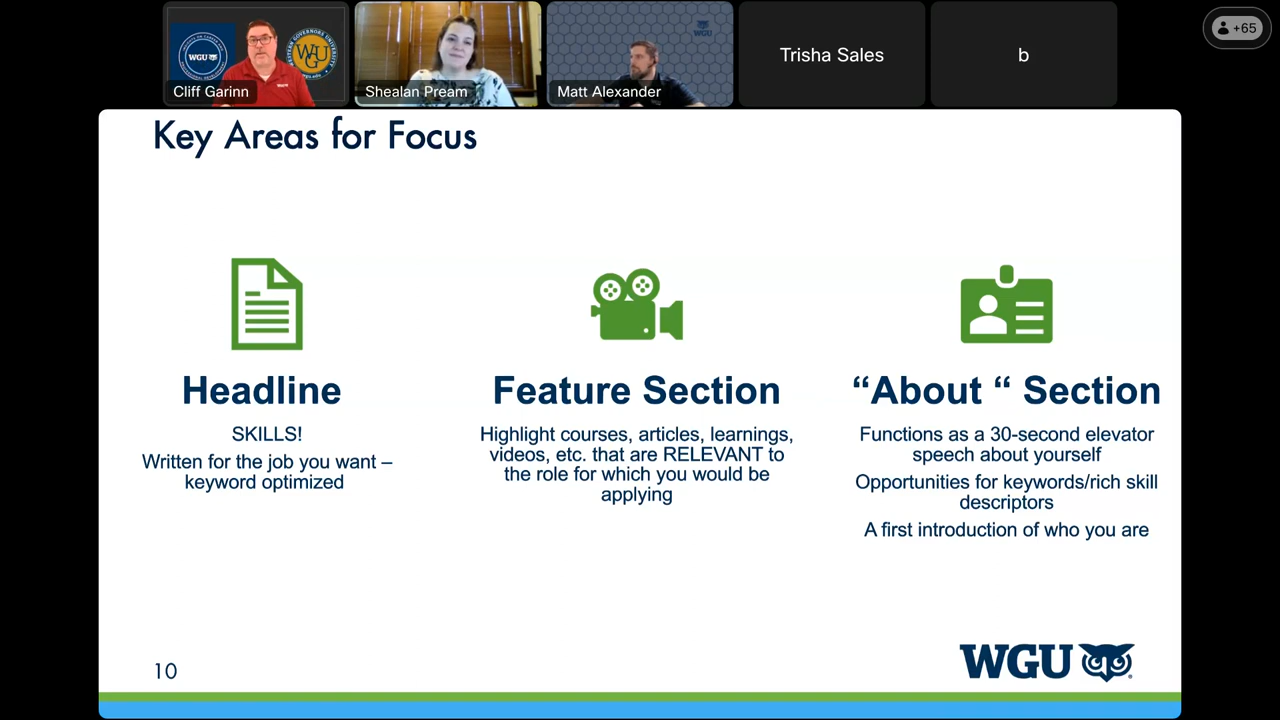 +65
WGU
WGU
WGU
Trisha Sales
b
Cliff Garinn
Shealan Pream
Matt Alexander
Key Areas for Focus
Headline
SKILLS!
Written for the job you want –
keyword optimized
Feature Section
Highlight courses, articles, learnings,
videos, etc. that are RELEVANT to
the role for which you would be
applying
“About “ Section
Functions as a 30-second elevator
speech about yourself
Opportunities for keywords/rich skill
descriptors
A first introduction of who you are
10
WGU